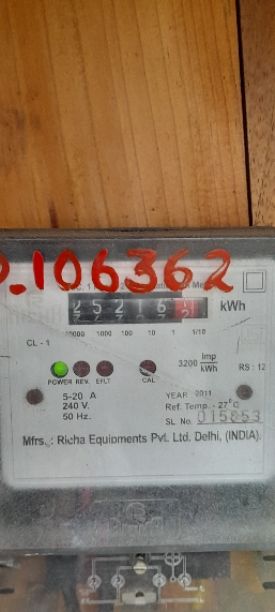 .106362
25216 kWh
10000 1000 100 10 1 1/10
CL - 1
3200 Imp/kWh
RS : 12
POWER REV. EFLT CAL
5-20 A
240 V.
50 Hz.
YEAR 2011
Ref. Temp. - 27°C
SL No. 015853
Mfrs. : Richa Equipments Pvt. Ltd. Delhi, (INDIA).